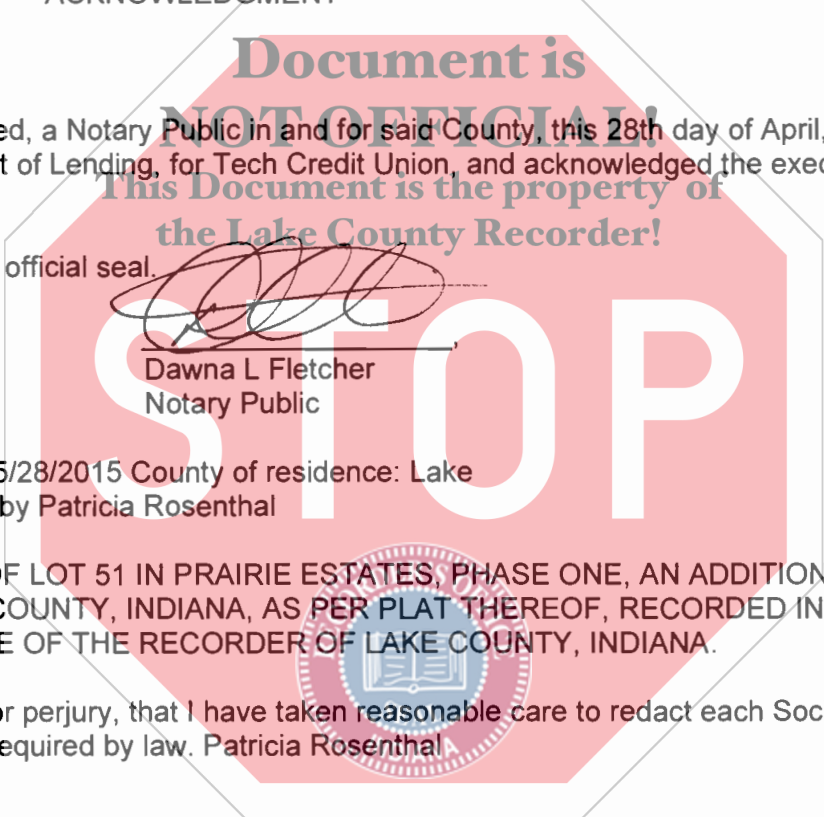 ACKNOWLEDGMENT
Document is
NOT OFFICIAL!
ed, a Notary Public in and for said County, this 28th day of April,
t of Lending, for Tech Credit Union, and acknowledged the exec
This Document is the property of
the Lake County Recorder!
official seal.
STOP
Dawna L Fletcher
Notary Public
5/28/2015 County of residence: Lake
by Patricia Rosenthal
OF LOT 51 IN PRAIRIE ESTATES, PHASE ONE, AN ADDITION
COUNTY, INDIANA, AS PER PLAT THEREOF, RECORDED IN
E OF THE RECORDER OF LAKE COUNTY, INDIANA.
RECORDER'S OFFICE
INDIANA
or perjury, that I have taken reasonable care to redact each Soc
equired by law. Patricia Rosenthal